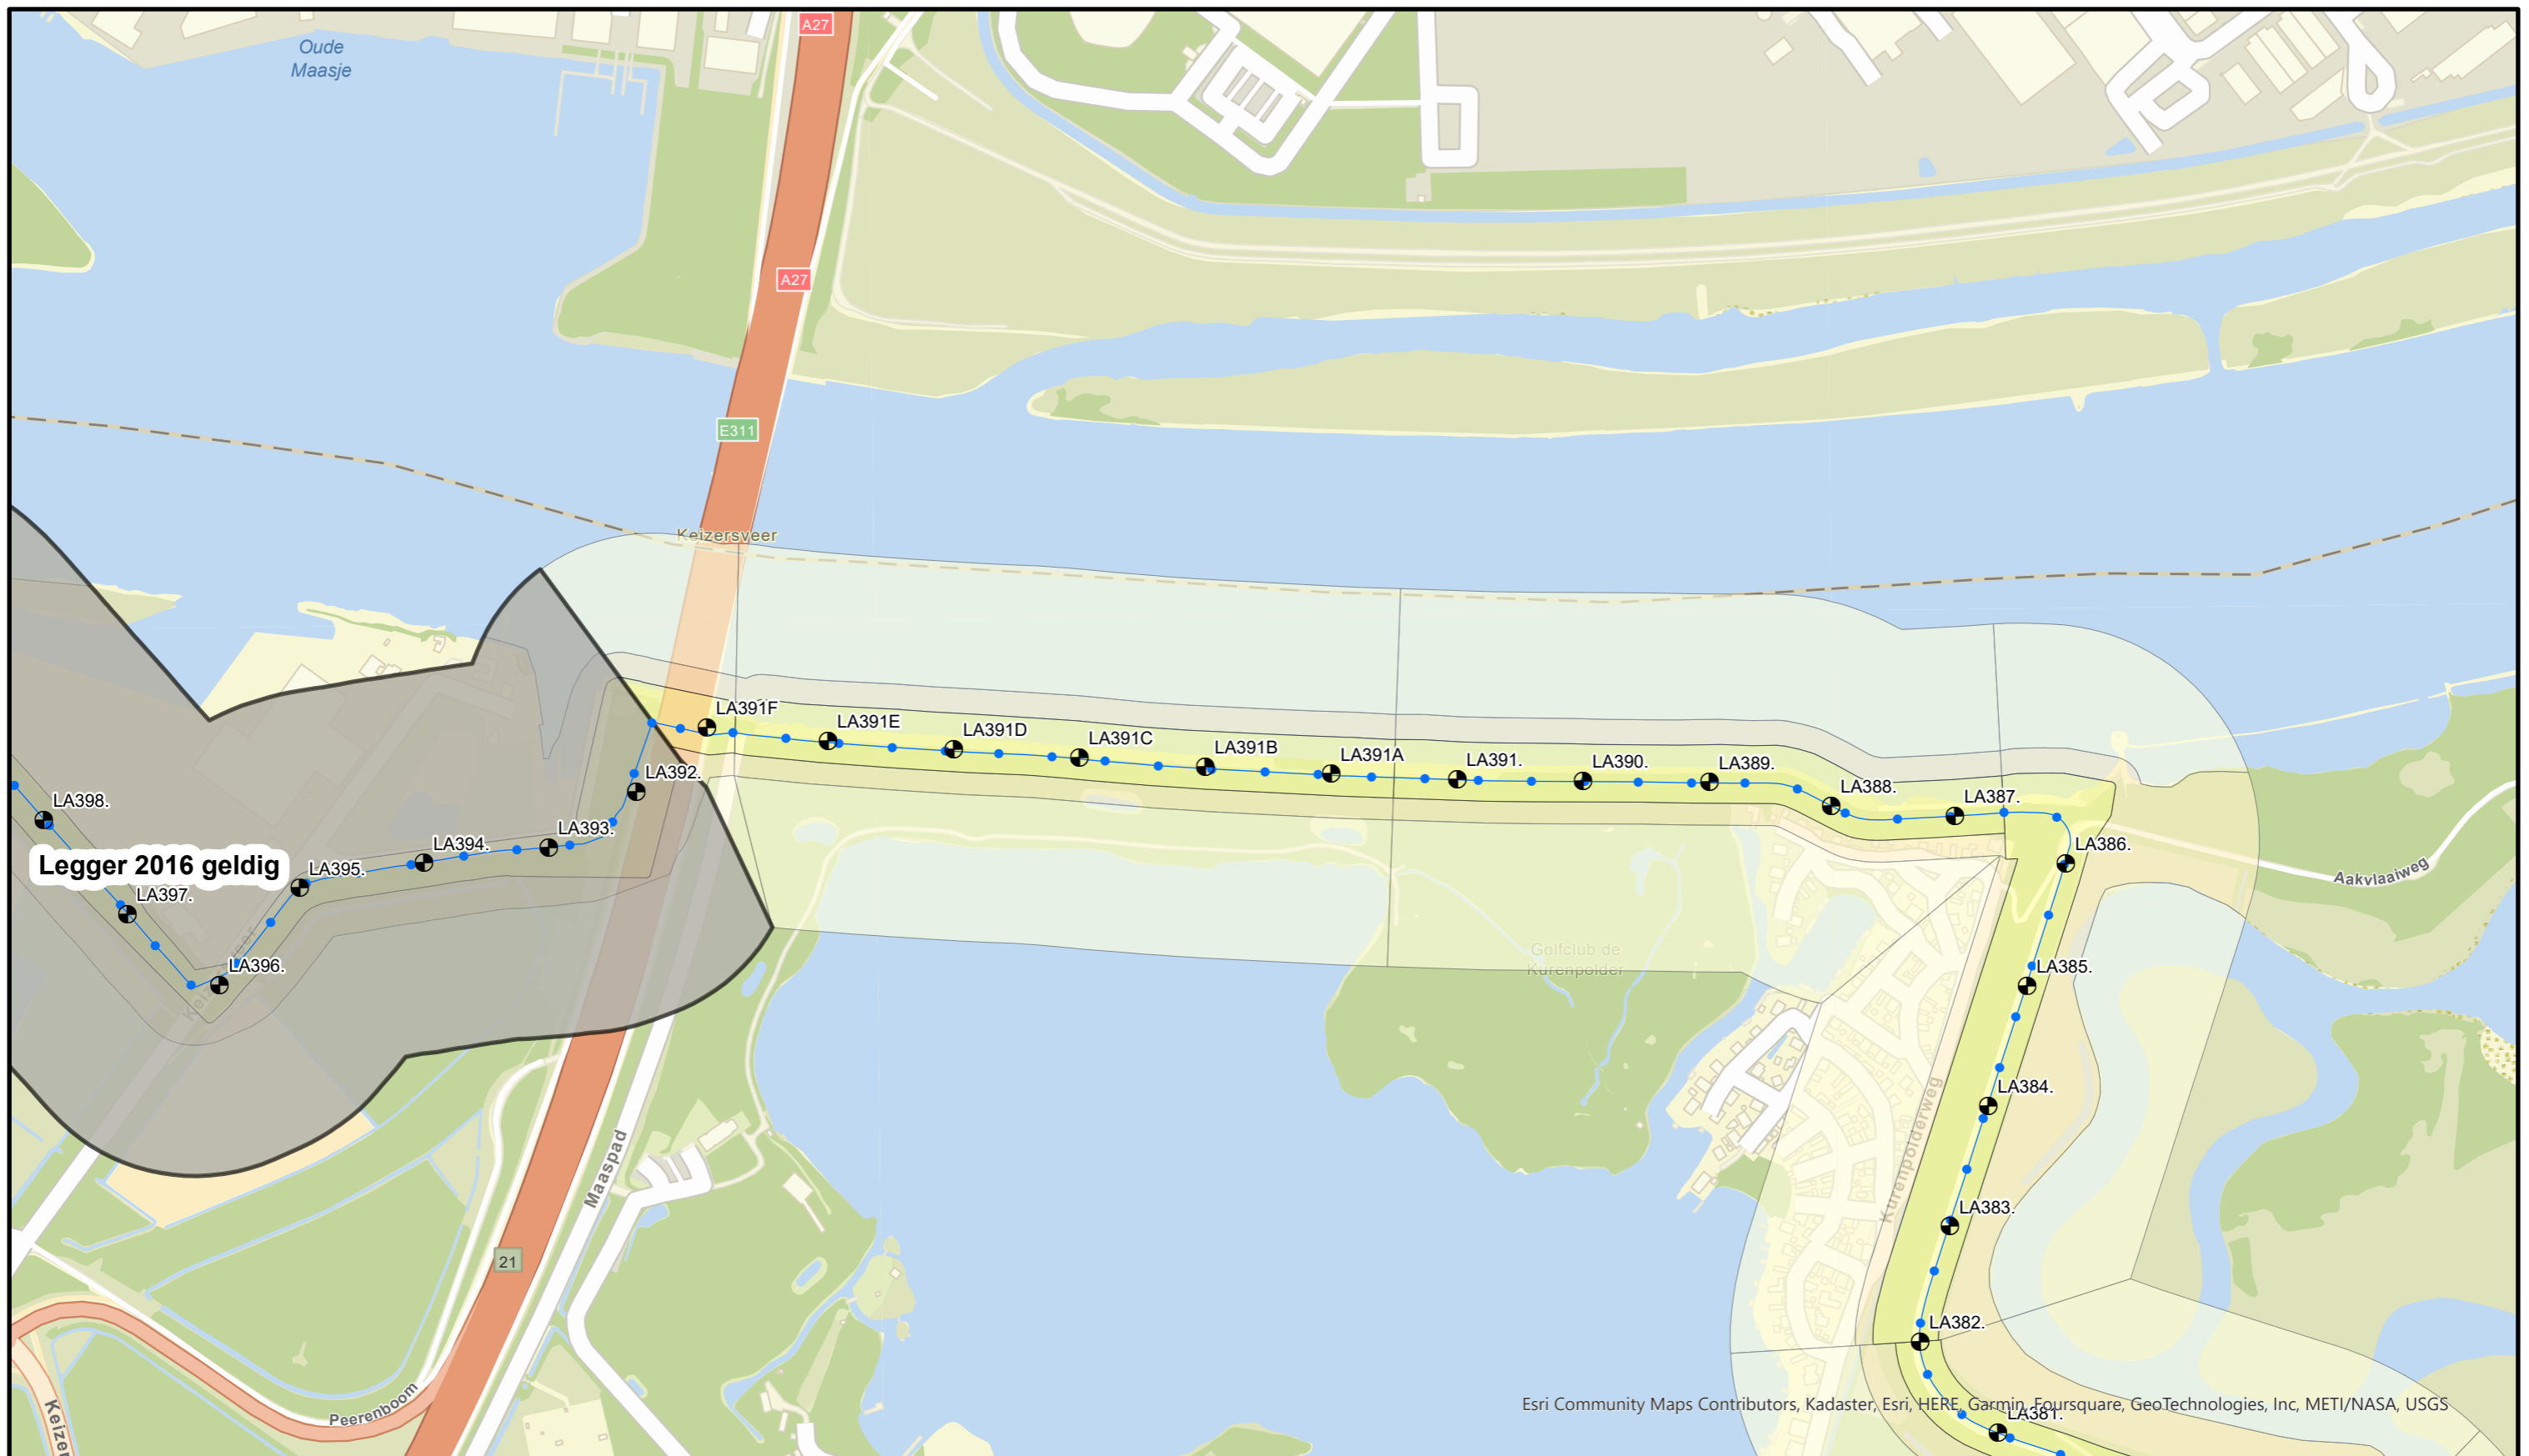 Oude
Maasje
A27
A27
E311
Keizersveer
LA391F
LA391E
LA391D
LA391C
LA391B
LA391A
LA391.
LA390.
LA389.
LA388.
LA387.
LA386.
LA392.
LA393.
LA394.
LA395.
LA398.
Legger 2016 geldig
LA397.
LA396.
Keizersveer
Aakvlaaiweg
Golfclub de
Kurenpolder
LA385.
LA384.
Kurenpolderweg
LA383.
LA382.
Maaspad
21
Peerenboom
Esri Community Maps Contributors, Kadaster, Esri, HERE, Garmin, Foursquare, GeoTechnologies, Inc, METI/NASA, USGS
LA381.